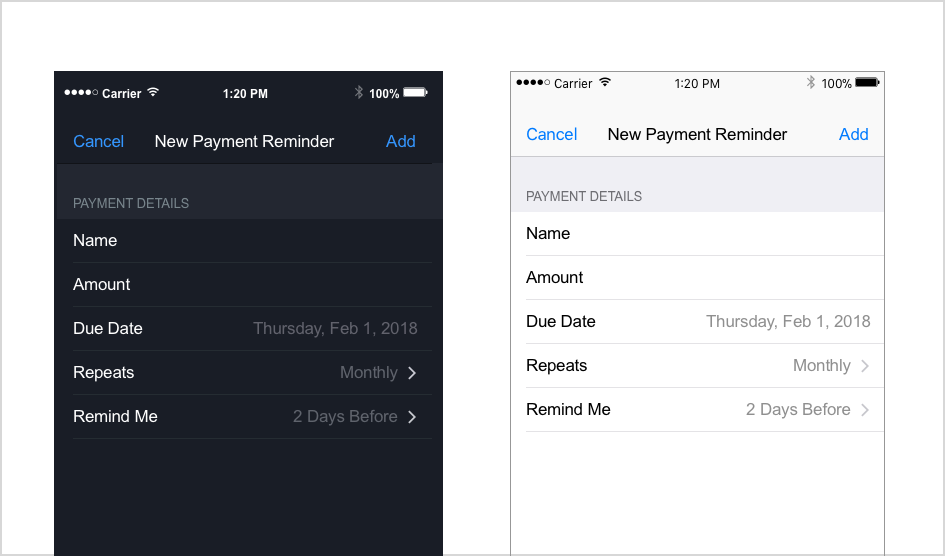 Carrier 1:20 PM 100%
Cancel New Payment Reminder Add
PAYMENT DETAILS
Name
Amount
Due Date Thursday, Feb 1, 2018
Repeats Monthly
Remind Me 2 Days Before
Carrier 1:20 PM 100%
Cancel New Payment Reminder Add
PAYMENT DETAILS
Name
Amount
Due Date Thursday, Feb 1, 2018
Repeats Monthly
Remind Me 2 Days Before